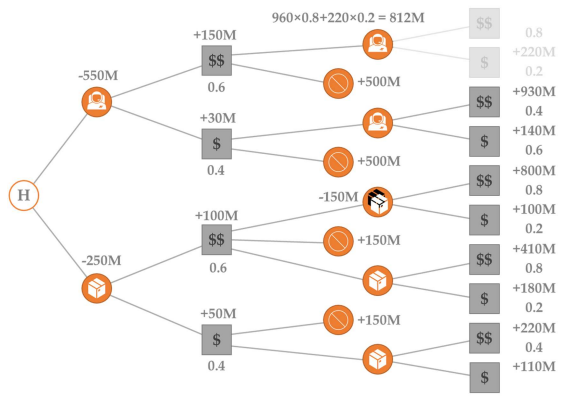 960×0.8+220×0.2 = 812M
$$
0.8
+150M
+220M
$
0.2
-550M
$$
0.6
+500M
+930M
$$
0.4
+30M
$
0.4
+140M
$
0.6
+500M
+800M
$$
0.8
H
-150M
+100M
$
0.2
+100M
$$
0.6
+150M
-250M
+410M
$$
0.8
+180M
$
0.2
+50M
$
0.4
+150M
+220M
$$
0.4
+110M
$